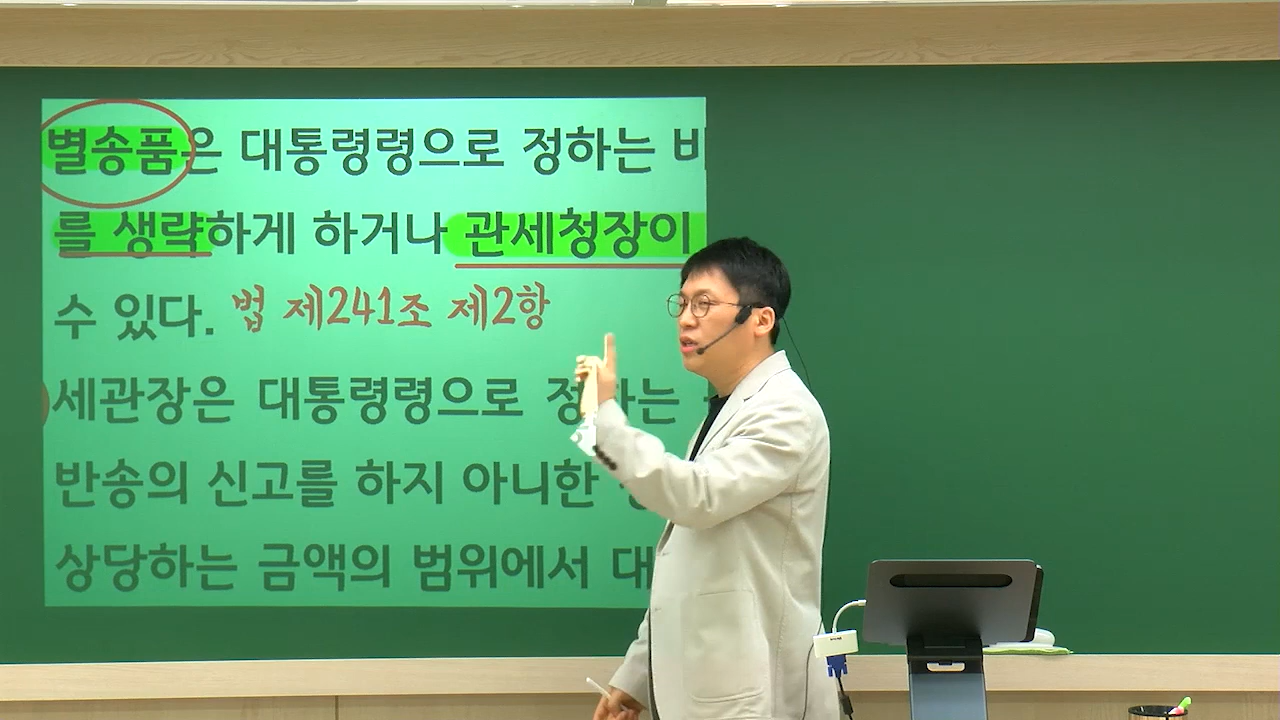 별송품은 대통령령으로 정하는
를 생략하게 하거나 관세청장이
수 있다. 법 제241조 제2항
세관장은 대통령령으로 정하는
반송의 신고를 하지 아니한
상당하는 금액의 범위에서 대